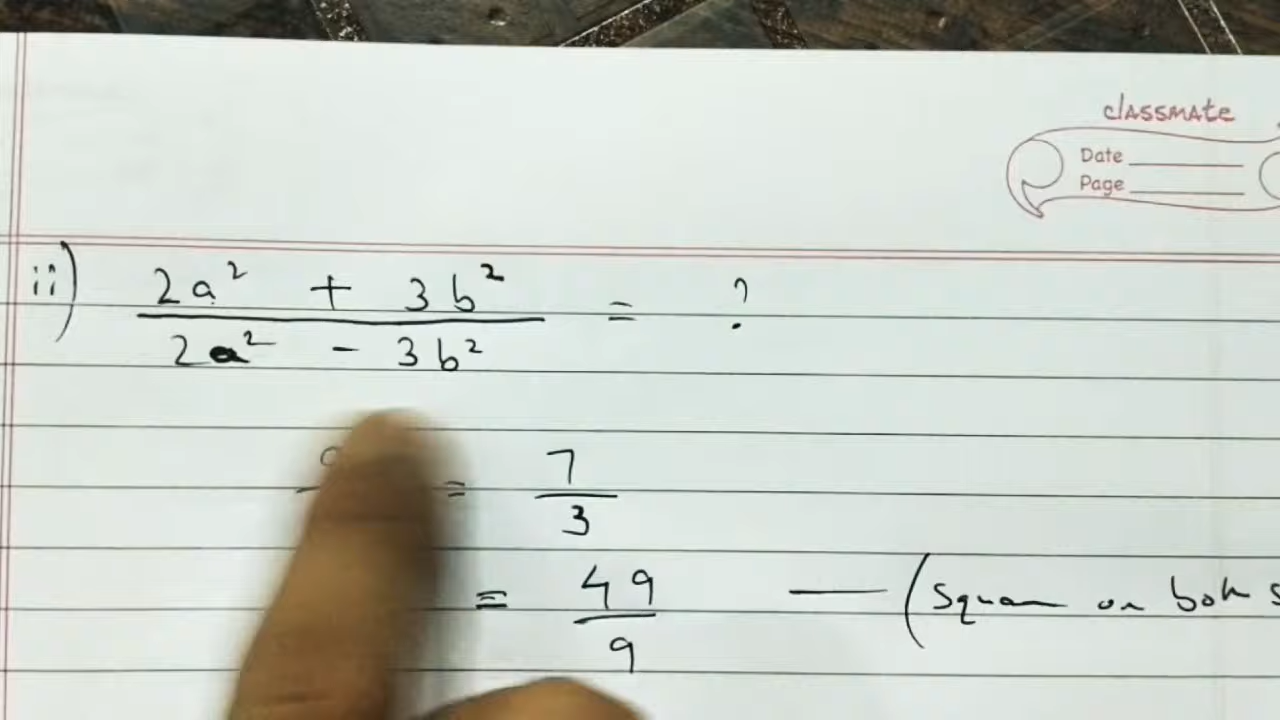 classmate
Date
Page
ii) 2a² + 3b² / 2a² - 3b² = ?
= 7/3
= 49/9 — (Square on both